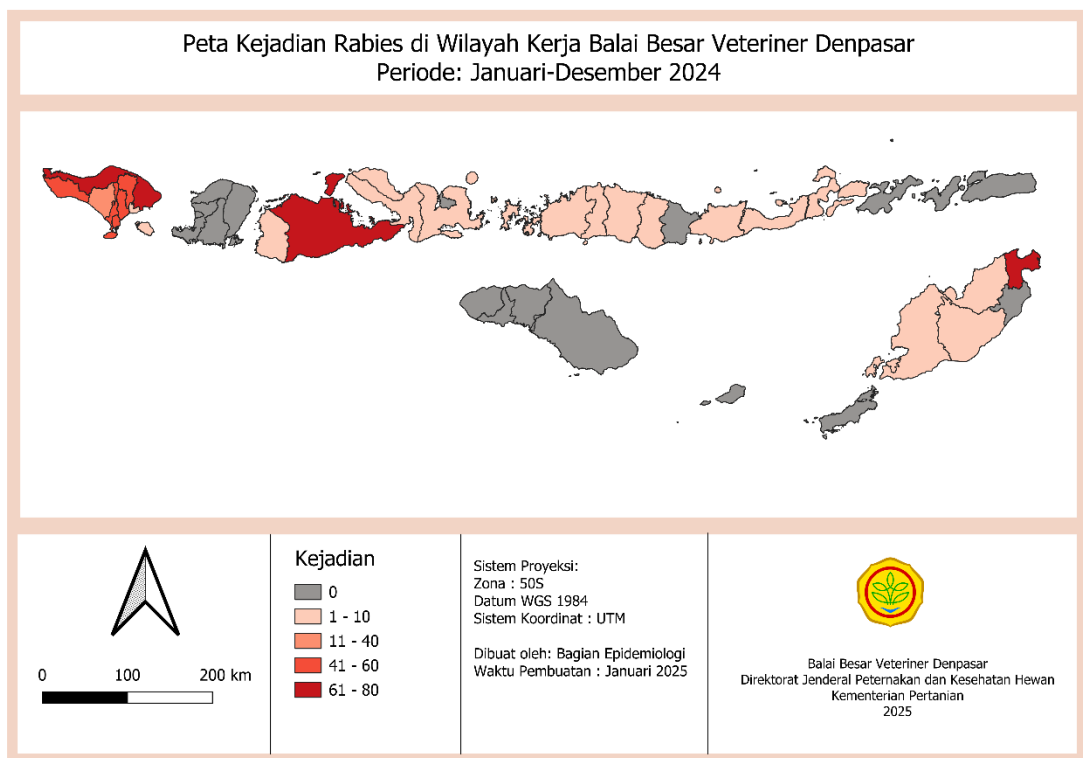 Peta Kejadian Rabies di Wilayah Kerja Balai Besar Veteriner Denpasar
Periode: Januari-Desember 2024
0 100 200 km
Kejadian
0
1 - 10
11 - 40
41 - 60
61 - 80
Sistem Proyeksi:
Zona : 50S
Datum WGS 1984
Sistem Koordinat : UTM
Dibuat oleh: Bagian Epidemiologi
Waktu Pembuatan : Januari 2025
Balai Besar Veteriner Denpasar
Direktorat Jenderal Peternakan dan Kesehatan Hewan
Kementerian Pertanian
2025